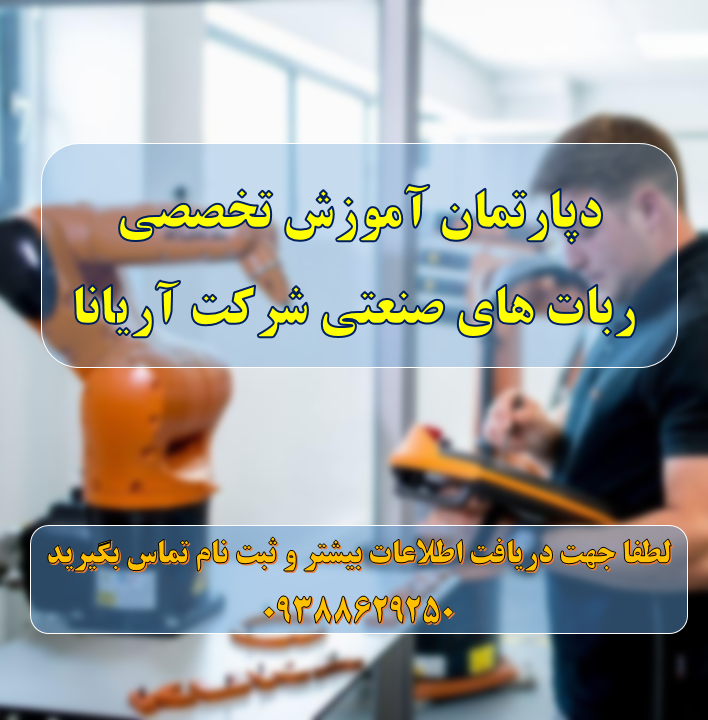 دپارتمان آموزش تخصصی
ربات های صنعتی شرکت آریانا
لطفا جهت دریافت اطلاعات بیشتر و ثبت نام تماس بگیرید
۰۹۳۸۸۶۲۹۲۵۰